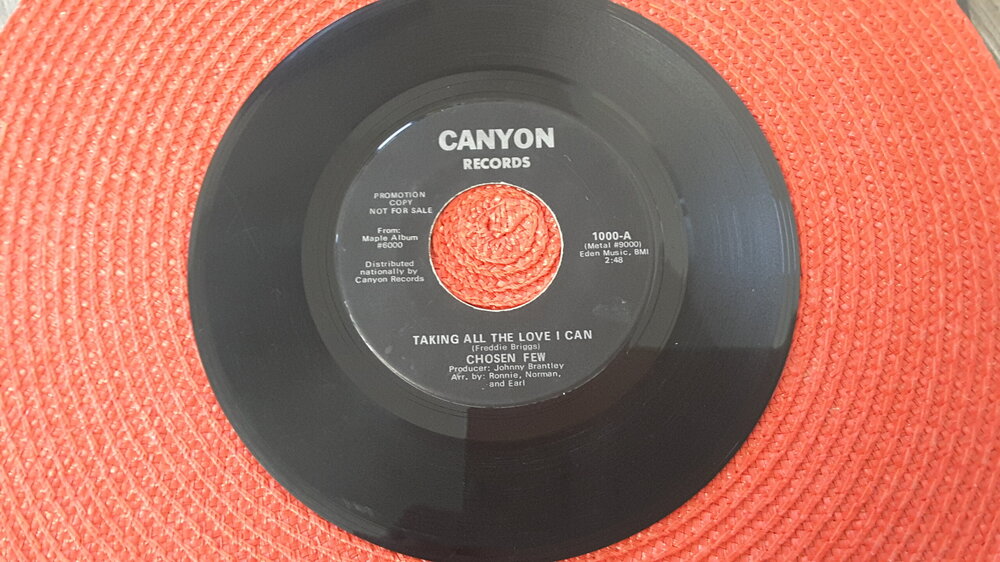 CANYON
RECORDS
PROMOTION
COPY
NOT FOR SALE
From:
Maple Album
#6000
Distributed
nationally by
Canyon Records
1000-A
(Metal #9000)
Eden Music, BMI
2:48
TAKING ALL THE LOVE I CAN
(Freddie Briggs)
CHOSEN FEW
Producer: Johnny Brantley
Arr. by: Ronnie, Norman,
and Earl